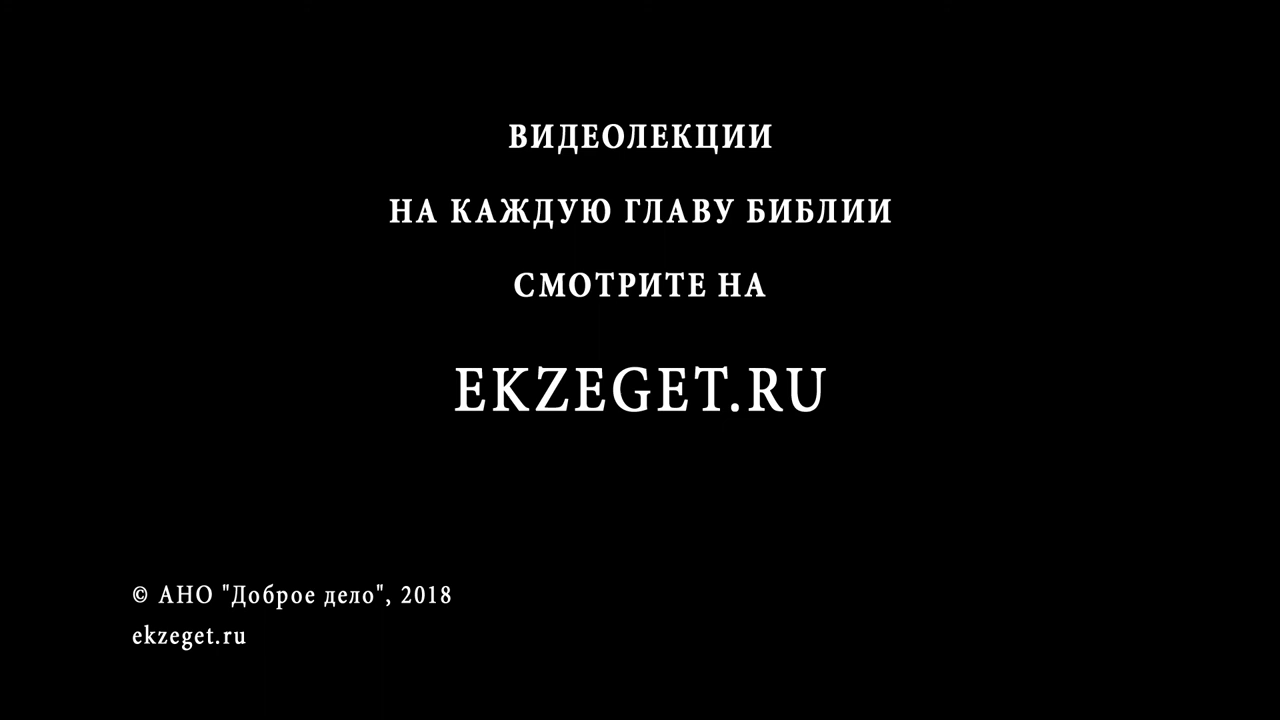 ВИДЕОЛЕКЦИИ
НА КАЖДУЮ ГЛАВУ БИБЛИИ
СМОТРИТЕ НА
EKZEGET.RU
© АНО "Доброе дело", 2018
ekzeget.ru